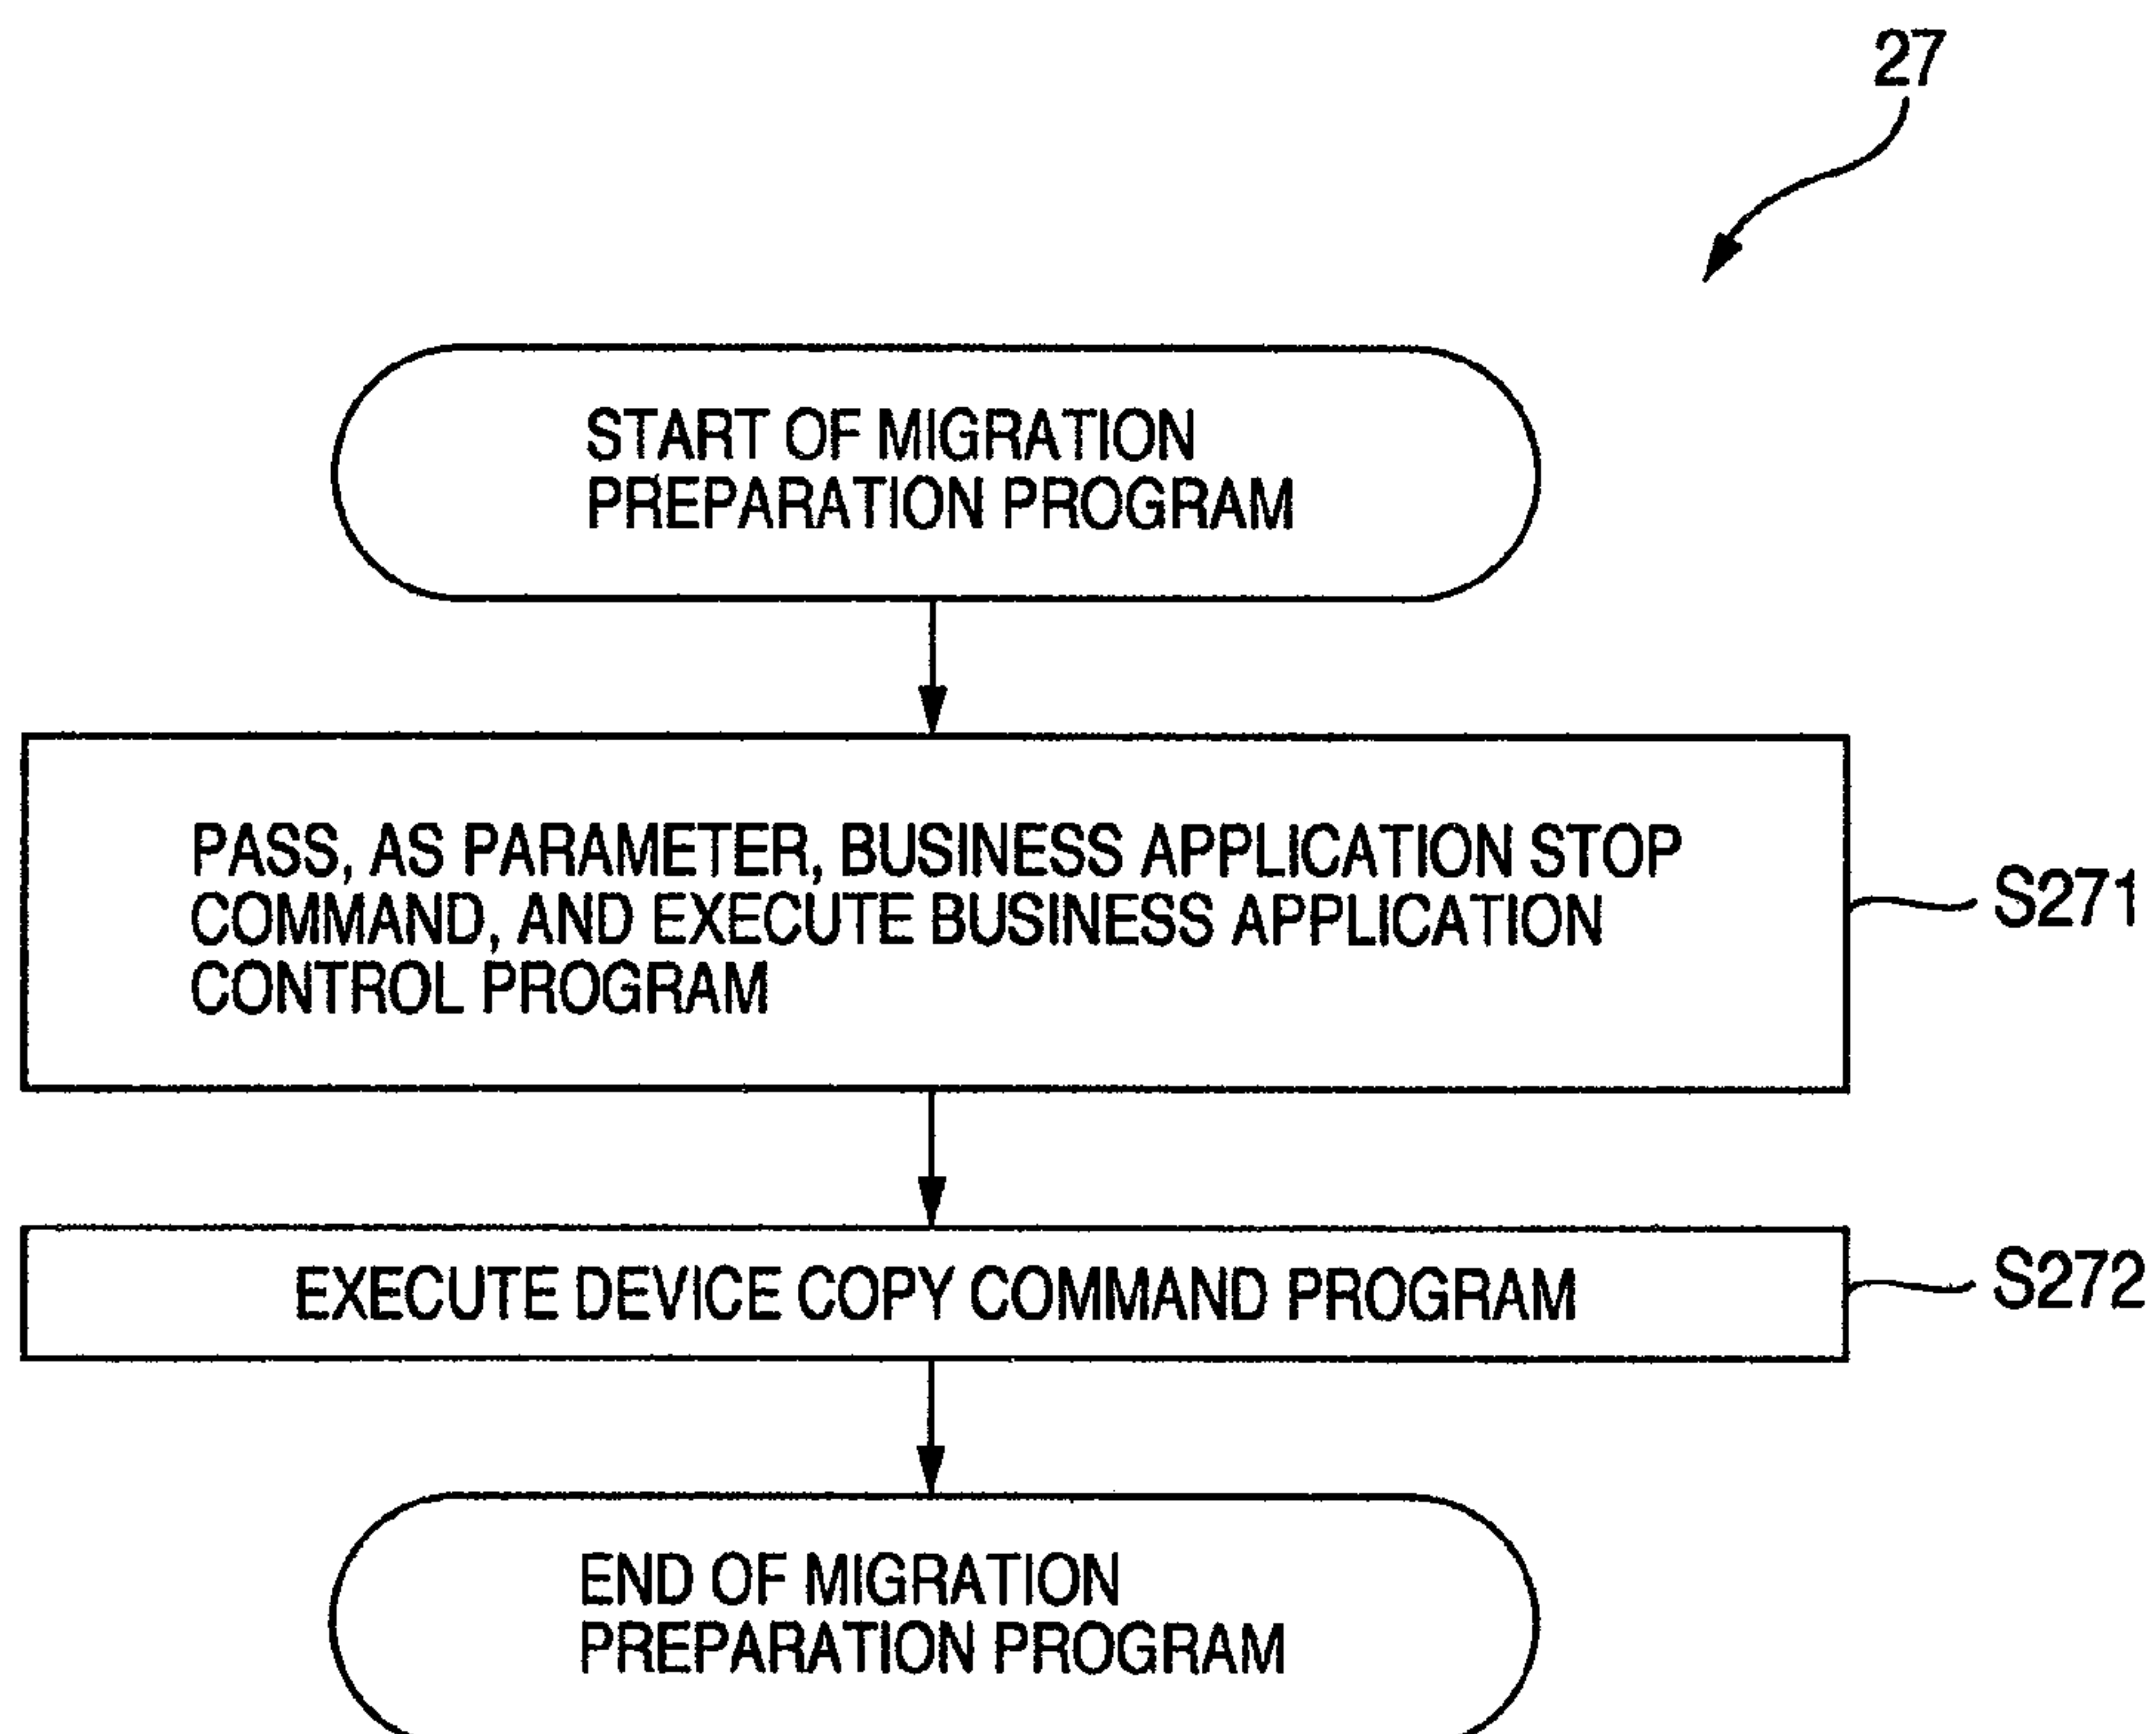 27
START OF MIGRATION
PREPARATION PROGRAM
PASS, AS PARAMETER, BUSINESS APPLICATION STOP
COMMAND, AND EXECUTE BUSINESS APPLICATION
CONTROL PROGRAM
S271
EXECUTE DEVICE COPY COMMAND PROGRAM
S272
END OF MIGRATION
PREPARATION PROGRAM